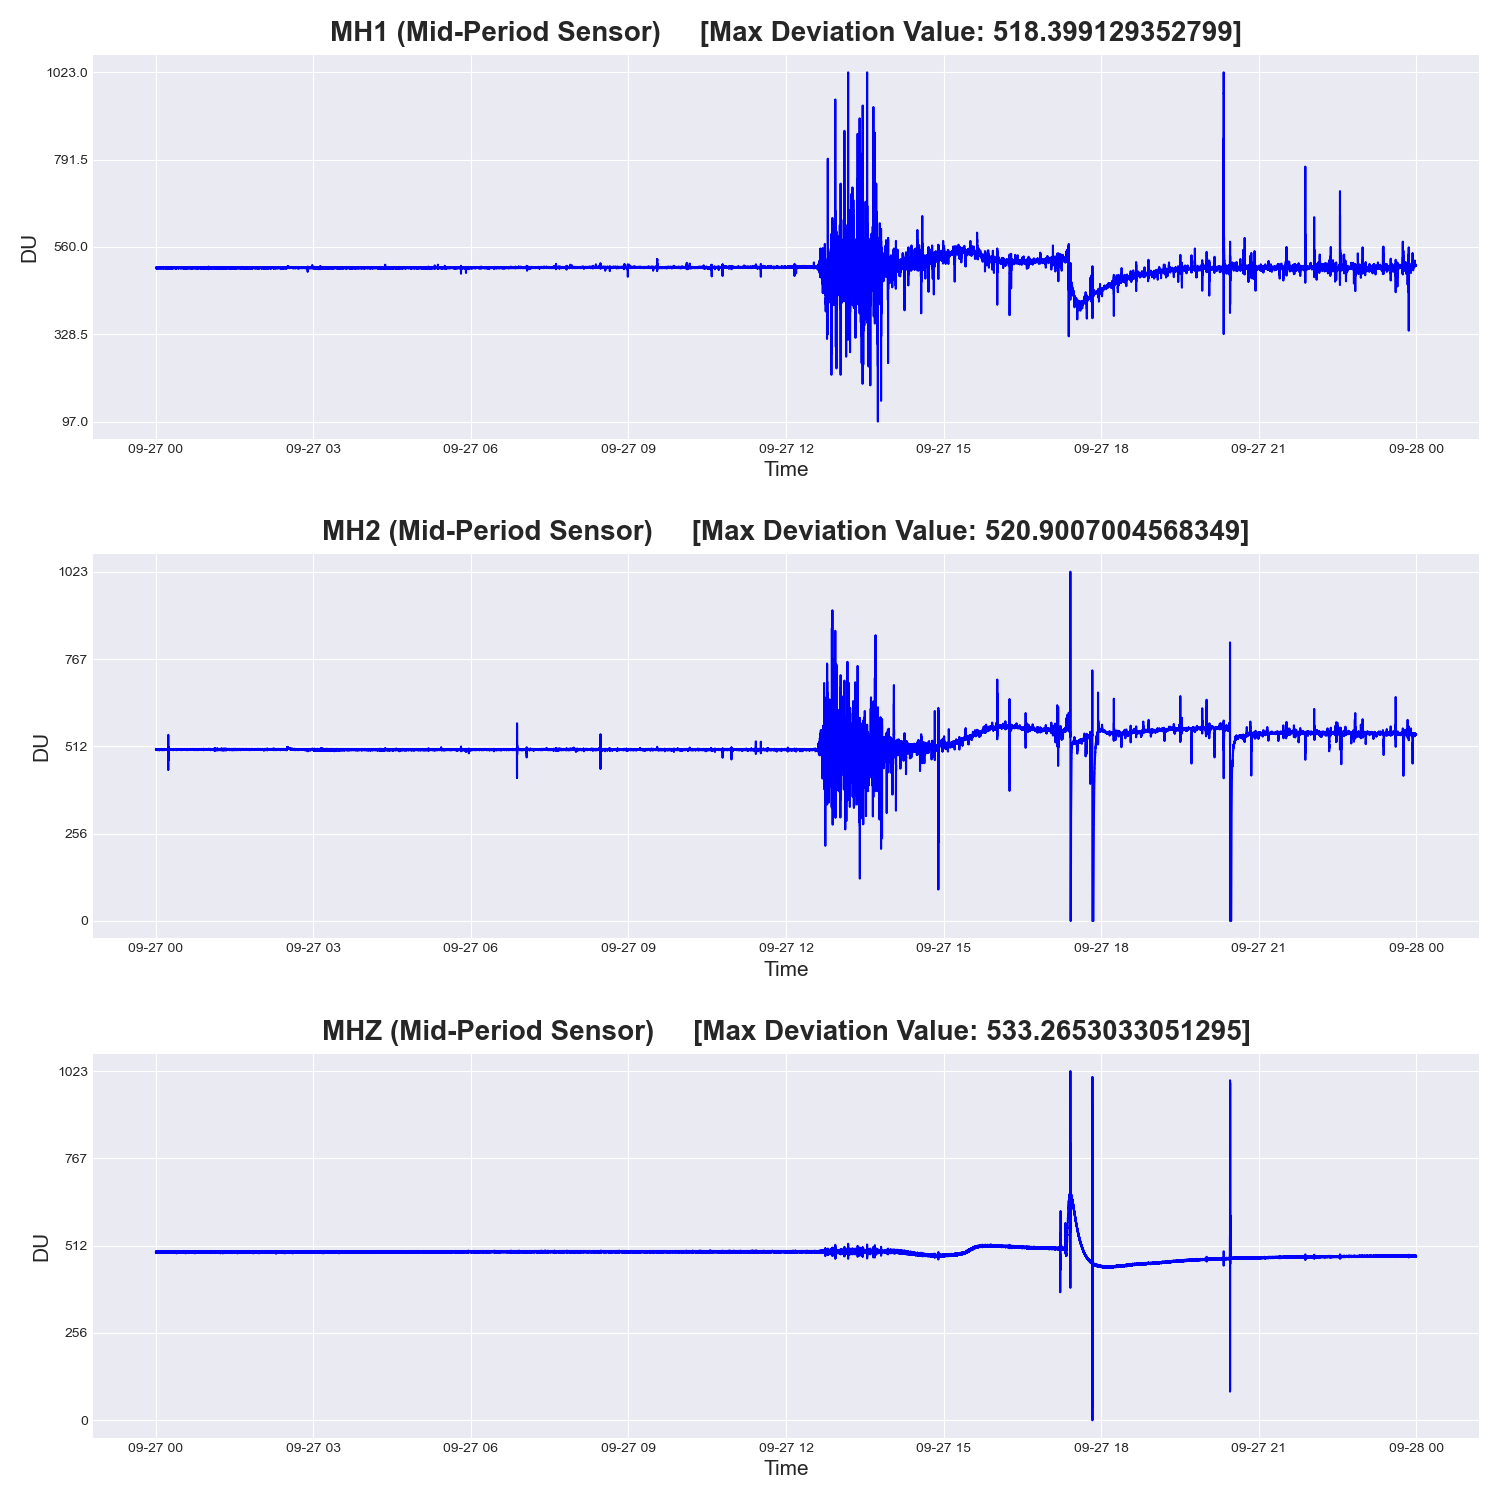 MH1 (Mid-Period Sensor) [Max Deviation Value: 518.399129352799]
1023.0
791.5
560.0
328.5
97.0
DU
09-27 00 09-27 03 09-27 06 09-27 09 09-27 12 09-27 15 09-27 18 09-27 21 09-28 00
Time
MH2 (Mid-Period Sensor) [Max Deviation Value: 520.9007004568349]
1023
767
512
256
0
DU
09-27 00 09-27 03 09-27 06 09-27 09 09-27 12 09-27 15 09-27 18 09-27 21 09-28 00
Time
MHZ (Mid-Period Sensor) [Max Deviation Value: 533.2653033051295]
1023
767
512
256
0
DU
09-27 00 09-27 03 09-27 06 09-27 09 09-27 12 09-27 15 09-27 18 09-27 21 09-28 00
Time